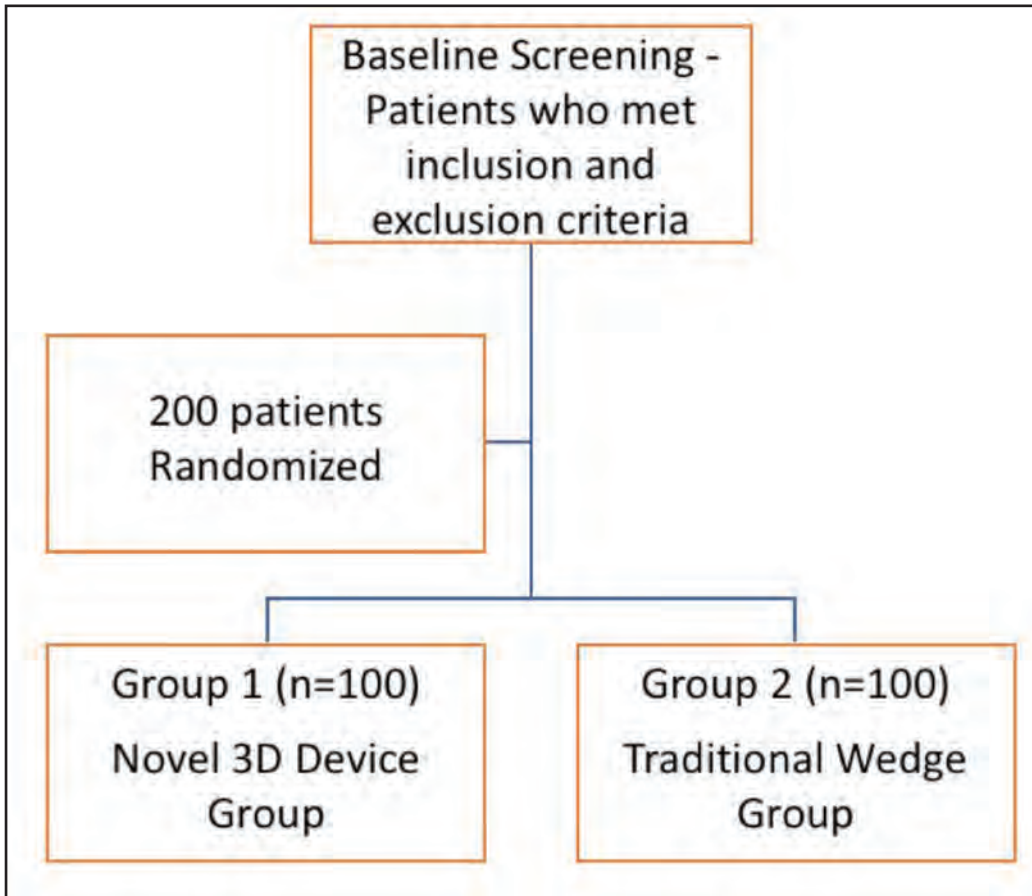 Baseline Screening -
Patients who met
inclusion and
exclusion criteria
200 patients
Randomized
Group 1 (n=100)
Novel 3D Device
Group
Group 2 (n=100)
Traditional Wedge
Group